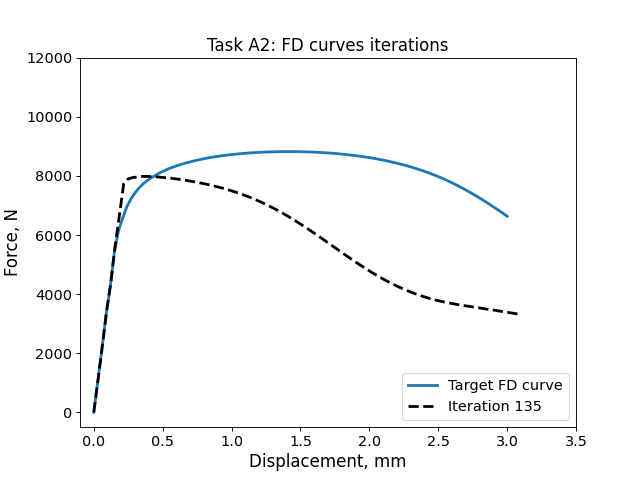 Task A2: FD curves iterations
Force, N
12000
10000
8000
6000
4000
2000
0
Target FD curve
Iteration 135
0.0 0.5 1.0 1.5 2.0 2.5 3.0 3.5
Displacement, mm